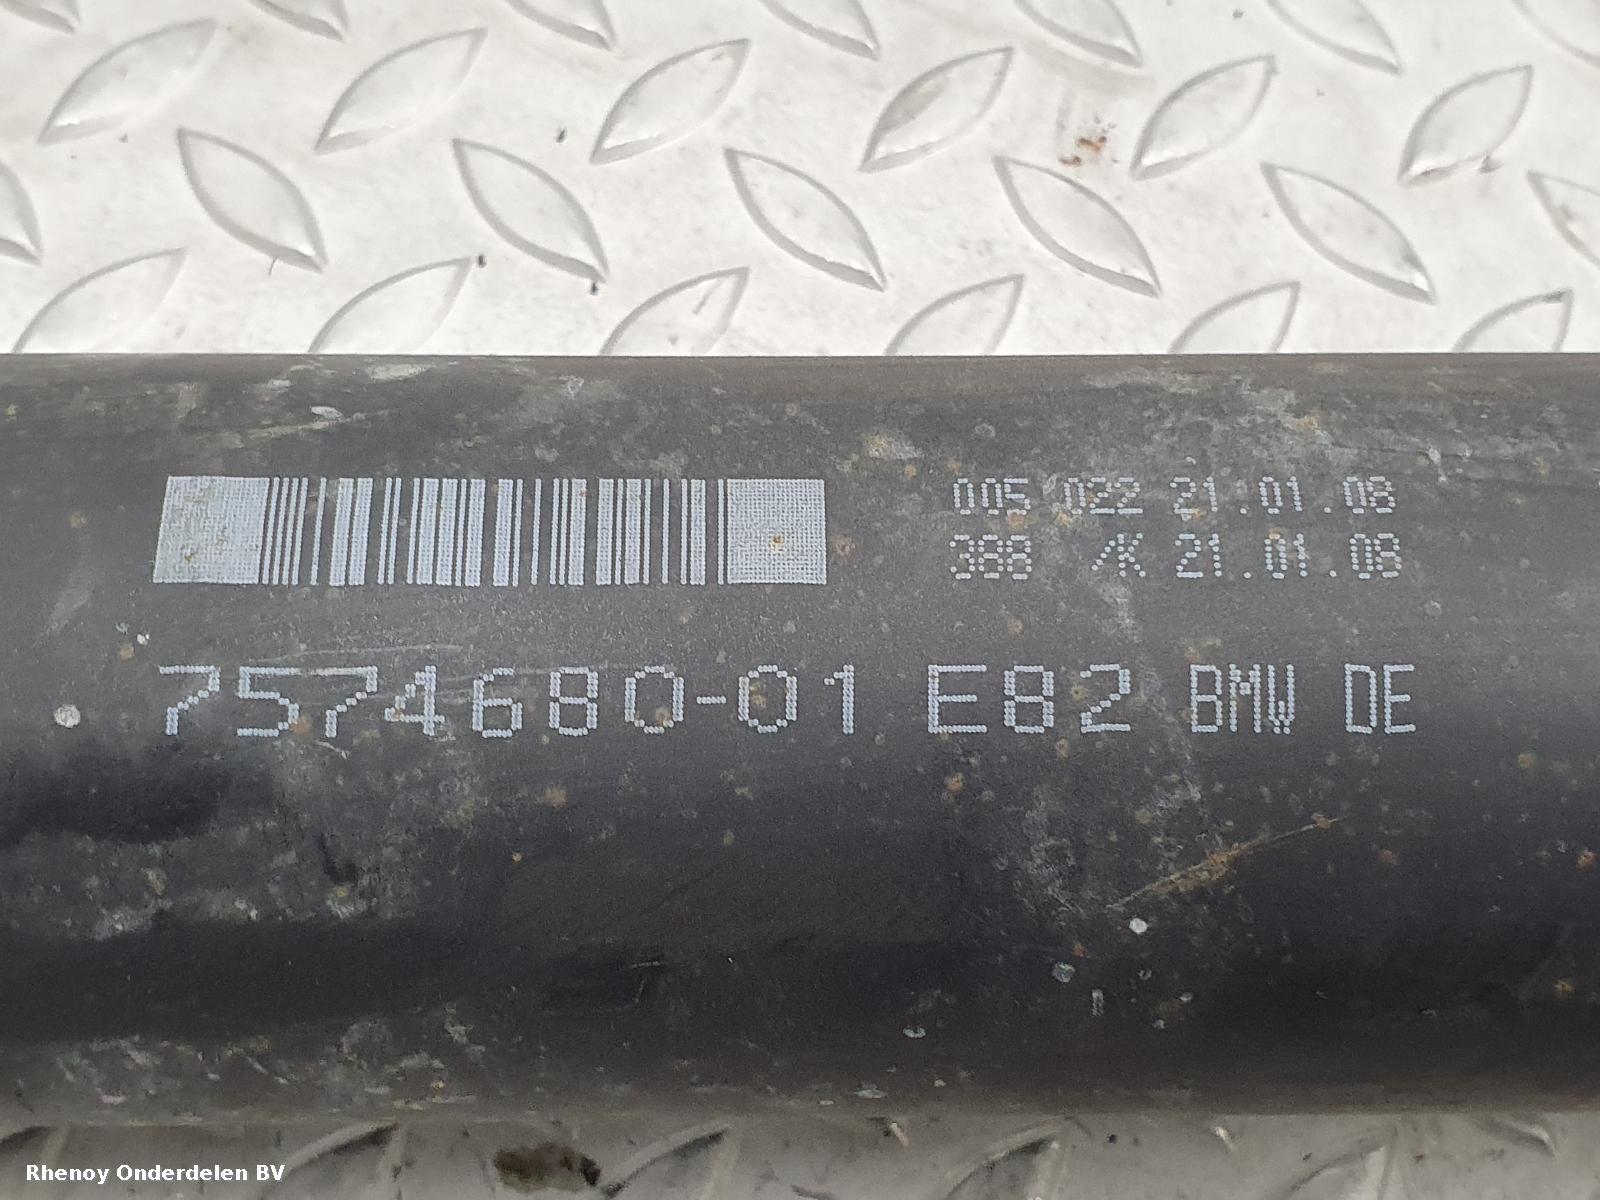 005 022 21.01.08
388 /K 21.01.08
7574680-01 E82 BMW DE
Rhenoy Onderdelen BV